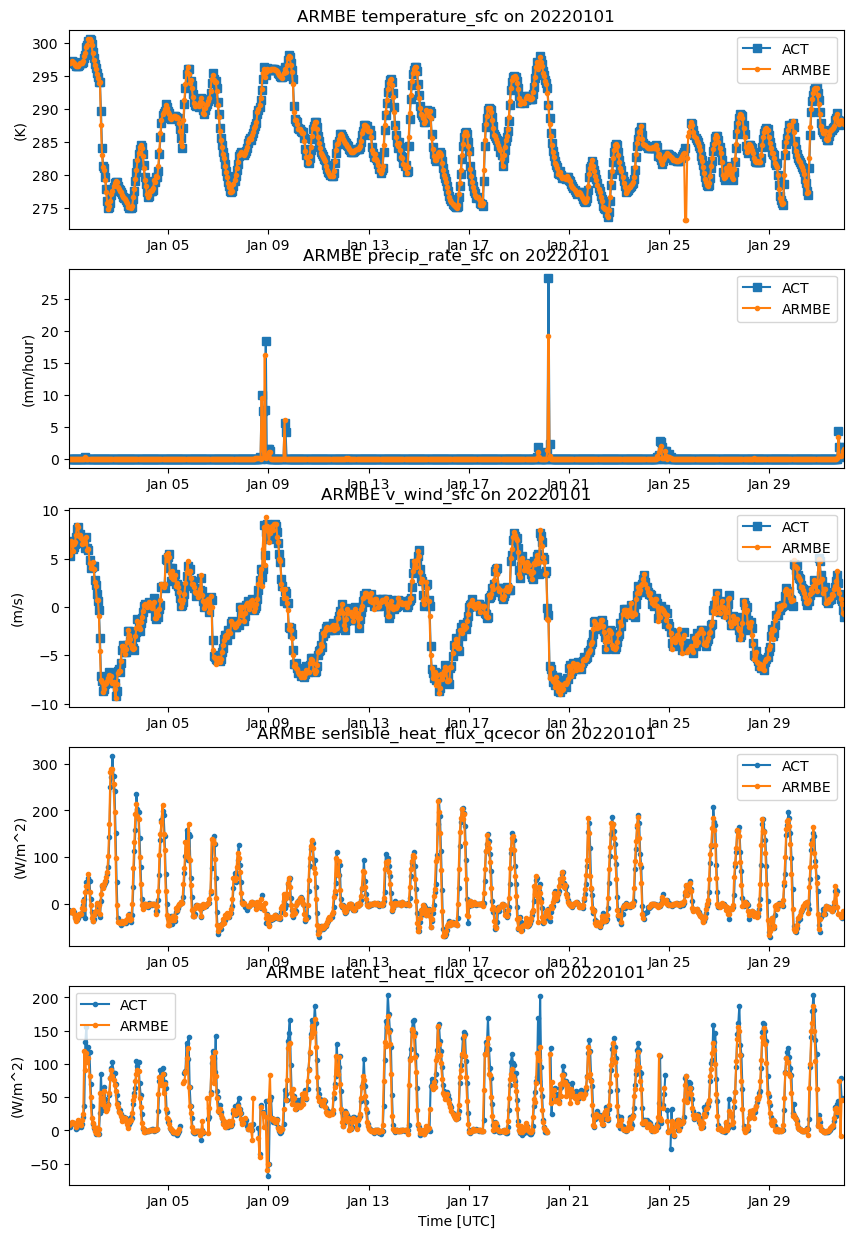 ARMBE temperature_sfc on 20220101
(K)
300
295
290
285
280
275
ACT
ARMBE
Jan 05 Jan 09 Jan 13 Jan 17 Jan 21 Jan 25 Jan 29
ARMBE precip_rate_sfc on 20220101
(mm/hour)
25
20
15
10
5
0
ACT
ARMBE
Jan 05 Jan 09 Jan 13 Jan 17 Jan 21 Jan 25 Jan 29
ARMBE v_wind_sfc on 20220101
(m/s)
10
5
0
−5
−10
ACT
ARMBE
Jan 05 Jan 09 Jan 13 Jan 17 Jan 21 Jan 25 Jan 29
ARMBE sensible_heat_flux_qcecor on 20220101
(W/m^2)
300
200
100
0
ACT
ARMBE
Jan 05 Jan 09 Jan 13 Jan 17 Jan 21 Jan 25 Jan 29
ARMBE latent_heat_flux_qcecor on 20220101
(W/m^2)
200
150
100
50
0
−50
ACT
ARMBE
Jan 05 Jan 09 Jan 13 Jan 17 Jan 21 Jan 25 Jan 29
Time [UTC]